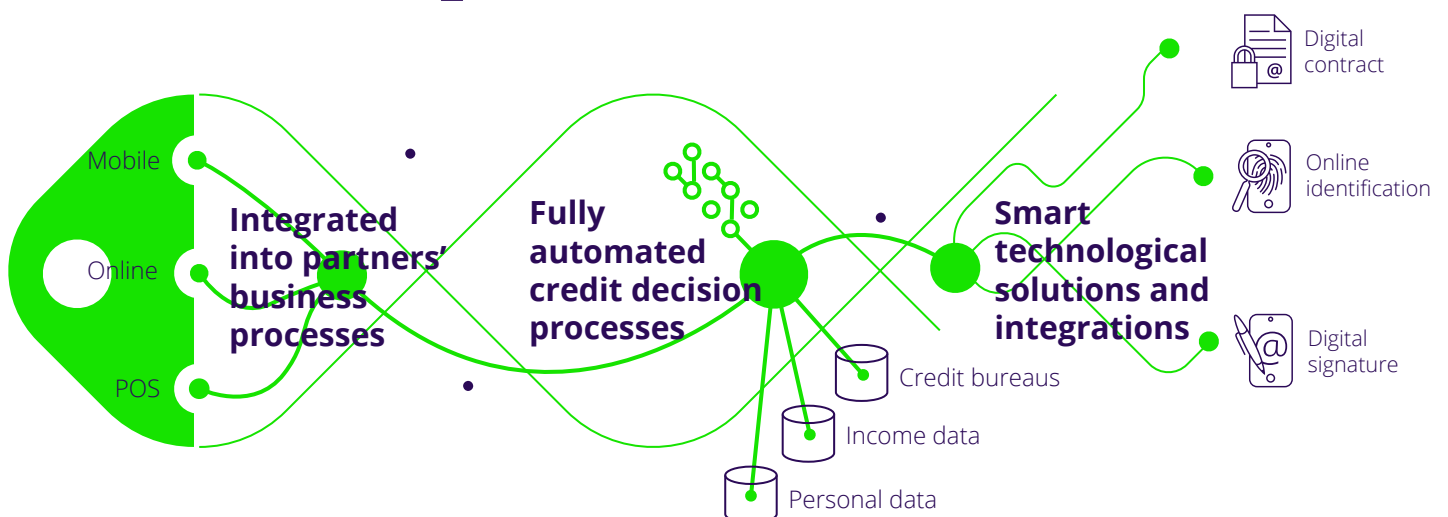 Mobile
Online
POS
Integrated
into partners’
business
processes
Fully
automated
credit decision
processes
Credit bureaus
Income data
Personal data
Smart
technological
solutions and
integrations
Digital
contract
@
Online
identification
Digital
signature
@